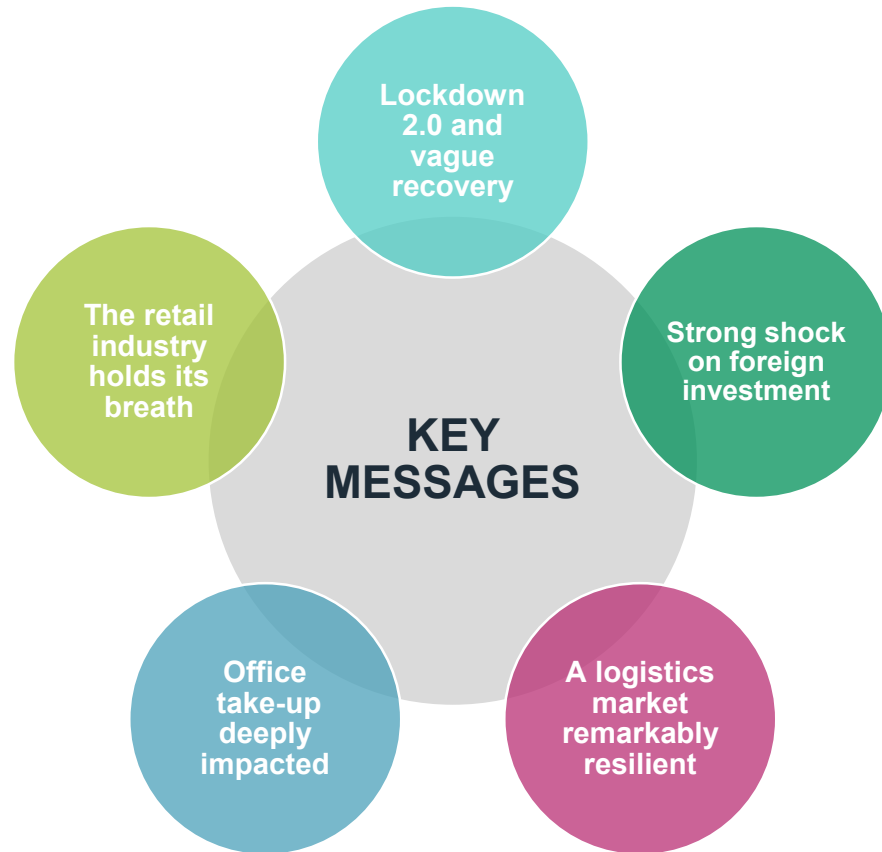 Lockdown
2.0 and
vague
recovery
The retail
industry
holds its
breath
Strong shock
on foreign
investment
KEY
MESSAGES
Office
take-up
deeply
impacted
A logistics
market
remarkably
resilient